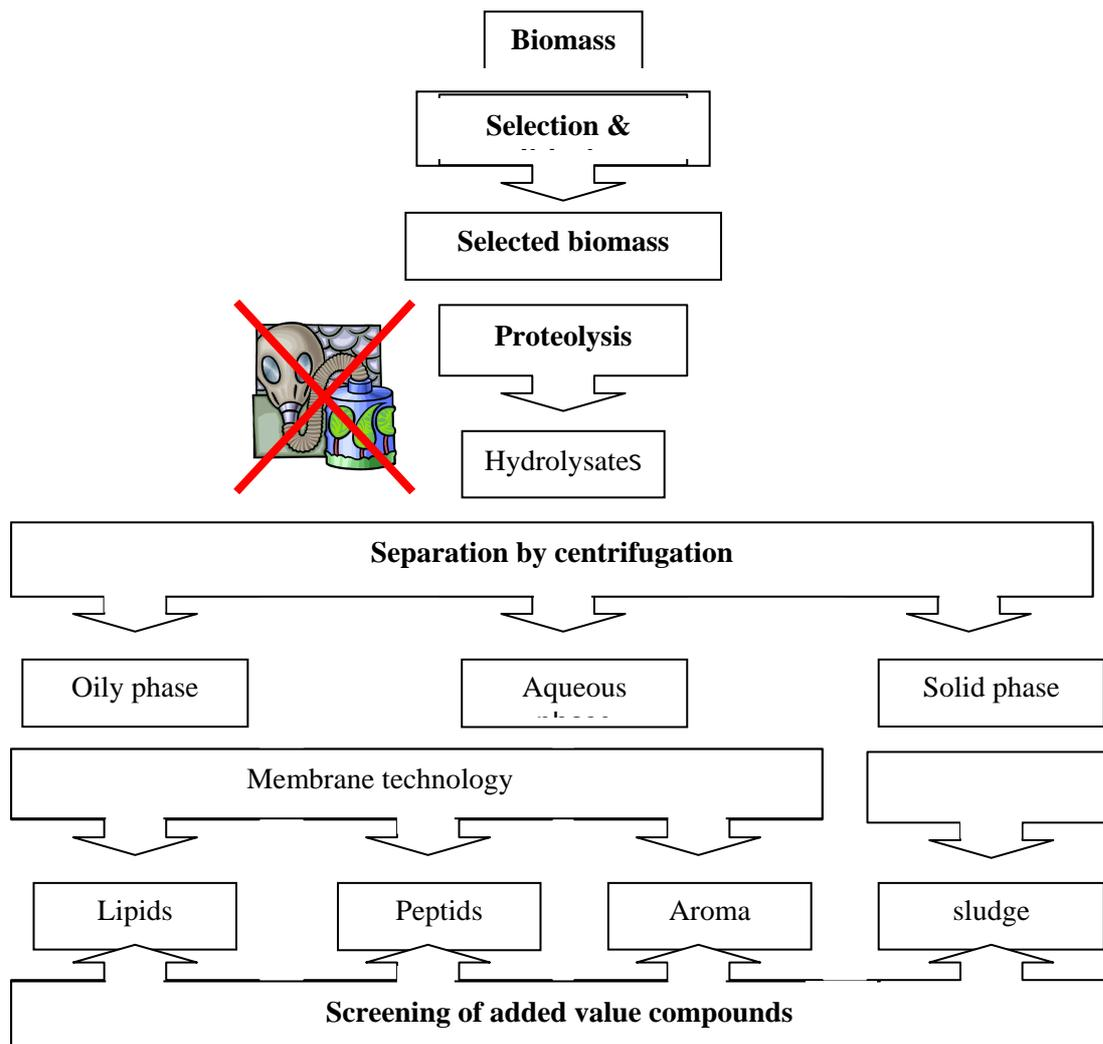 Biomass
Selection &
Selected biomass
Proteolysis
Hydrolysates
Separation by centrifugation
Oily phase
Aqueous
Solid phase
Membrane technology
Lipids
Peptids
Aroma
sludge
Screening of added value compounds